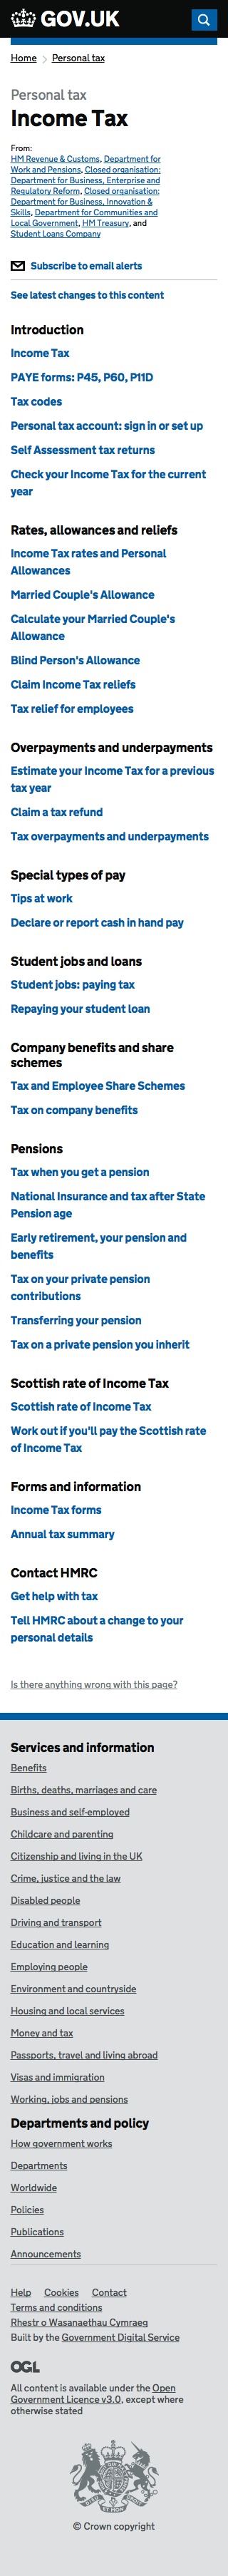 GOV.UK
Home > Personal tax
Personal tax
Income Tax
From:
HM Revenue & Customs, Department for
Work and Pensions, Closed organisation:
Department for Business, Enterprise and
Regulatory Reform, Closed organisation:
Department for Business, Innovation &
Skills, Department for Communities and
Local Government, HM Treasury, and
Student Loans Company
Subscribe to email alerts
See latest changes to this content
Introduction
Income Tax
PAYE forms: P45, P60, P11D
Tax codes
Personal tax account: sign in or set up
Self Assessment tax returns
Check your Income Tax for the current
year
Rates, allowances and reliefs
Income Tax rates and Personal
Allowances
Married Couple's Allowance
Calculate your Married Couple's
Allowance
Blind Person's Allowance
Claim Income Tax reliefs
Tax relief for employees
Overpayments and underpayments
Estimate your Income Tax for a previous
tax year
Claim a tax refund
Tax overpayments and underpayments
Special types of pay
Tips at work
Declare or report cash in hand pay
Student jobs and loans
Student jobs: paying tax
Repaying your student loan
Company benefits and share
schemes
Tax and Employee Share Schemes
Tax on company benefits
Pensions
Tax when you get a pension
National Insurance and tax after State
Pension age
Early retirement, your pension and
benefits
Tax on your private pension
contributions
Transferring your pension
Tax on a private pension you inherit
Scottish rate of Income Tax
Scottish rate of Income Tax
Work out if you'll pay the Scottish rate
of Income Tax
Forms and information
Income Tax forms
Annual tax summary
Contact HMRC
Get help with tax
Tell HMRC about a change to your
personal details
Is there anything wrong with this page?
Services and information
Benefits
Births, deaths, marriages and care
Business and self-employed
Childcare and parenting
Citizenship and living in the UK
Crime, justice and the law
Disabled people
Driving and transport
Education and learning
Employing people
Environment and countryside
Housing and local services
Money and tax
Passports, travel and living abroad
Visas and immigration
Working, jobs and pensions
Departments and policy
How government works
Departments
Worldwide
Policies
Publications
Announcements
Help Cookies Contact
Terms and conditions
Rhestr o Wasanaethau Cymraeg
Built by the Government Digital Service
OGL
All content is available under the Open
Government Licence v3.0, except where
otherwise stated
© Crown copyright